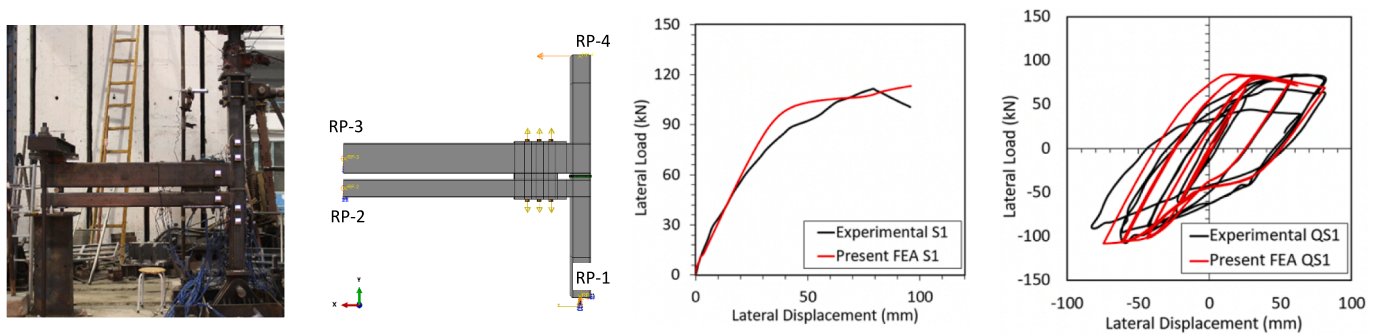 RP-4
RP-3
RP-2
RP-1
Y
X
Lateral Load (kN)
150
120
90
60
30
0
0
50
100
Lateral Displacement (mm)
Experimental S1
Present FEA S1
Lateral Load (kN)
150
100
50
0
-50
-100
-150
-100
-50
0
50
100
Lateral Displacement (mm)
Experimental QS1
Present FEA QS1